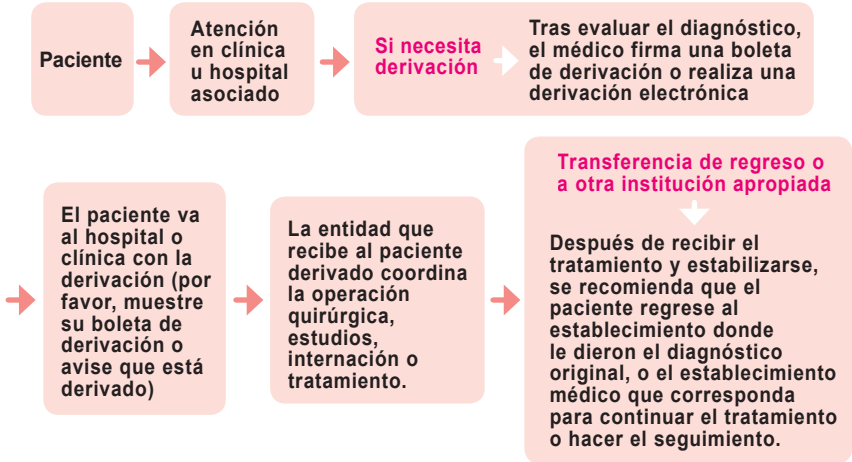 Paciente
Atención
en clínica
u hospital
asociado
Si necesita
derivación
Tras evaluar el diagnóstico,
el médico firma una boleta
de derivación o realiza una
derivación electrónica
El paciente va
al hospital o
clínica con la
derivación (por
favor, muestre
su boleta de
derivación o
avise que está
derivado)
La entidad que
recibe al paciente
derivado coordina
la operación
quirúrgica,
estudios,
internación o
tratamiento.
Transferencia de regreso o
a otra institución apropiada
Después de recibir el
tratamiento y estabilizarse,
se recomienda que el
paciente regrese al
establecimiento donde
le dieron el diagnóstico
original, o el establecimiento
médico que corresponda
para continuar el tratamiento
o hacer el seguimiento.